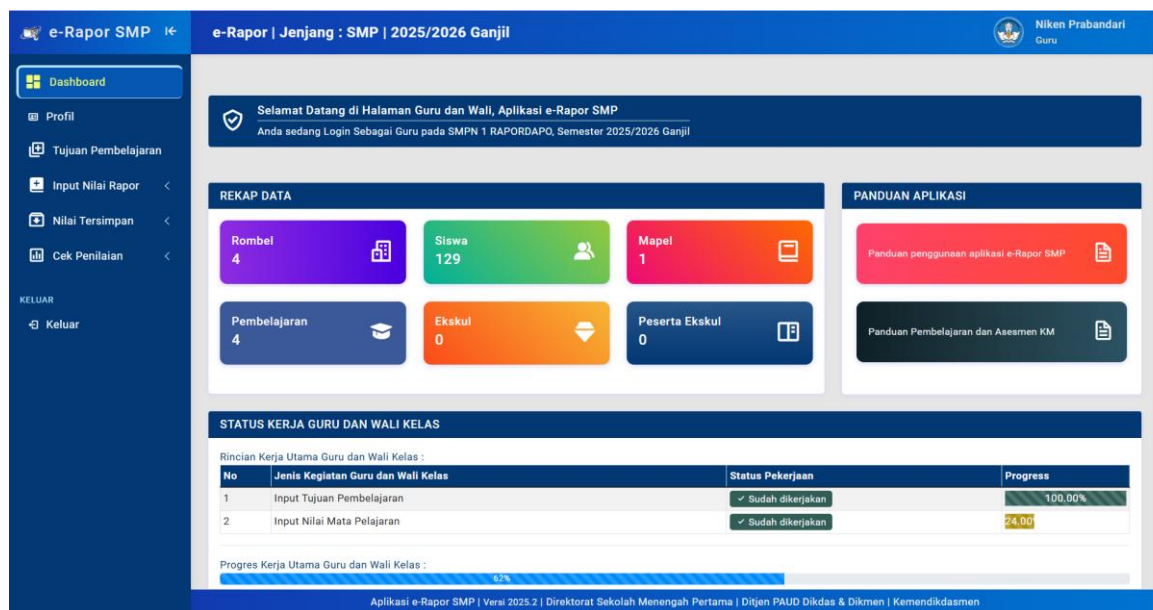 e-Rapor SMP
e-Rapor | Jenjang : SMP | 2025/2026 Ganjil
Niken Prabandari
Guru
Dashboard
Profil
Tujuan Pembelajaran
Input Nilai Rapor
Nilai Tersimpan
Cek Penilaian
KELUAR
Keluar
Selamat Datang di Halaman Guru dan Wali, Aplikasi e-Rapor SMP
Anda sedang Login Sebagai Guru pada SMPN 1 RAPORDAPO, Semester 2025/2026 Ganjil
REKAP DATA
Rombel
4
Siswa
129
Mapel
1
Pembelajaran
4
Ekskul
0
Peserta Ekskul
0
PANDUAN APLIKASI
Panduan penggunaan aplikasi e-Rapor SMP
Panduan Pembelajaran dan Asesmen KM
STATUS KERJA GURU DAN WALI KELAS
Rincian Kerja Utama Guru dan Wali Kelas :
No Jenis Kegiatan Guru dan Wali Kelas Status Pekerjaan Progress
1 Input Tujuan Pembelajaran Sudah dikerjakan 100.00%
2 Input Nilai Mata Pelajaran Sudah dikerjakan 24.00%
Progres Kerja Utama Guru dan Wali Kelas :
62%
Aplikasi e-Rapor SMP | Versi 2025.2 | Direktorat Sekolah Menengah Pertama | Ditjen PAUD Dikdas & Dikmen | Kemendikdasmen